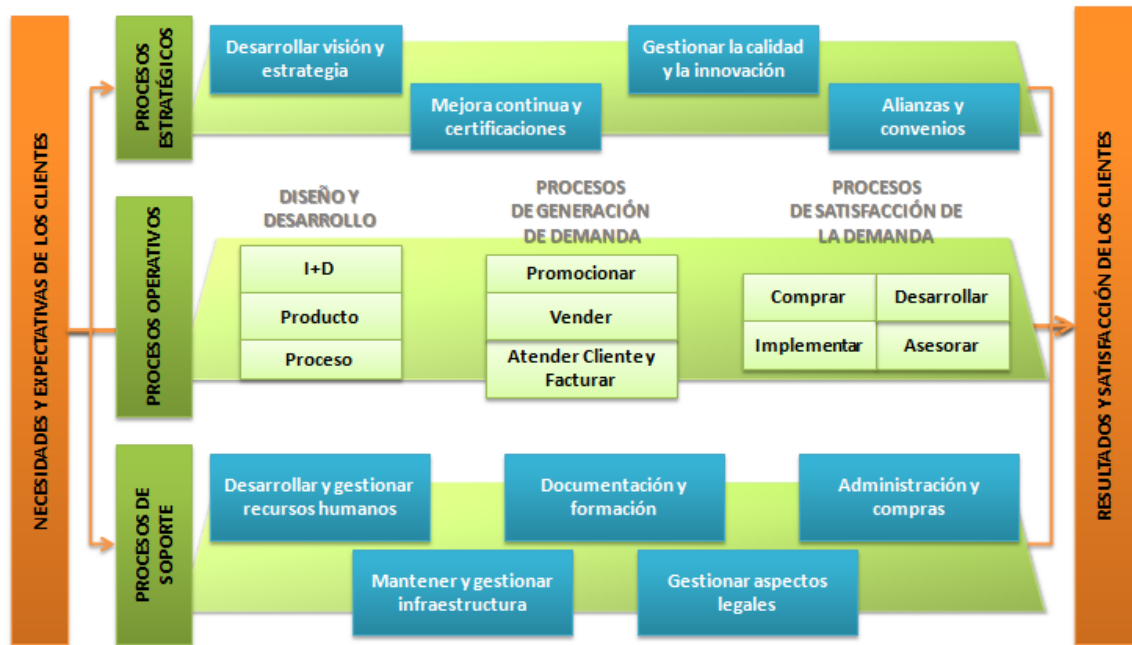 NECESIDADES Y EXPECTATIVAS DE LOS CLIENTES
PROCESOS
ESTRATÉGICOS
Desarrollar visión y
estrategia
Mejora continua y
certificaciones
Gestionar la calidad
y la innovación
Alianzas y
convenios
PROCESOS OPERATIVOS
DISEÑO Y
DESARROLLO
I+D
Producto
Proceso
PROCESOS
DE GENERACIÓN
DE DEMANDA
Promocionar
Vender
Atender Cliente y
Facturar
PROCESOS
DE SATISFACCIÓN DE
LA DEMANDA
Comprar
Desarrollar
Implementar
Asesorar
PROCESOS DE
SOPORTE
Desarrollar y gestionar
recursos humanos
Documentación y
formación
Administración y
compras
Mantener y gestionar
infraestructura
Gestionar aspectos
legales
RESULTADOS Y SATISFACCIÓN DE LOS CLIENTES